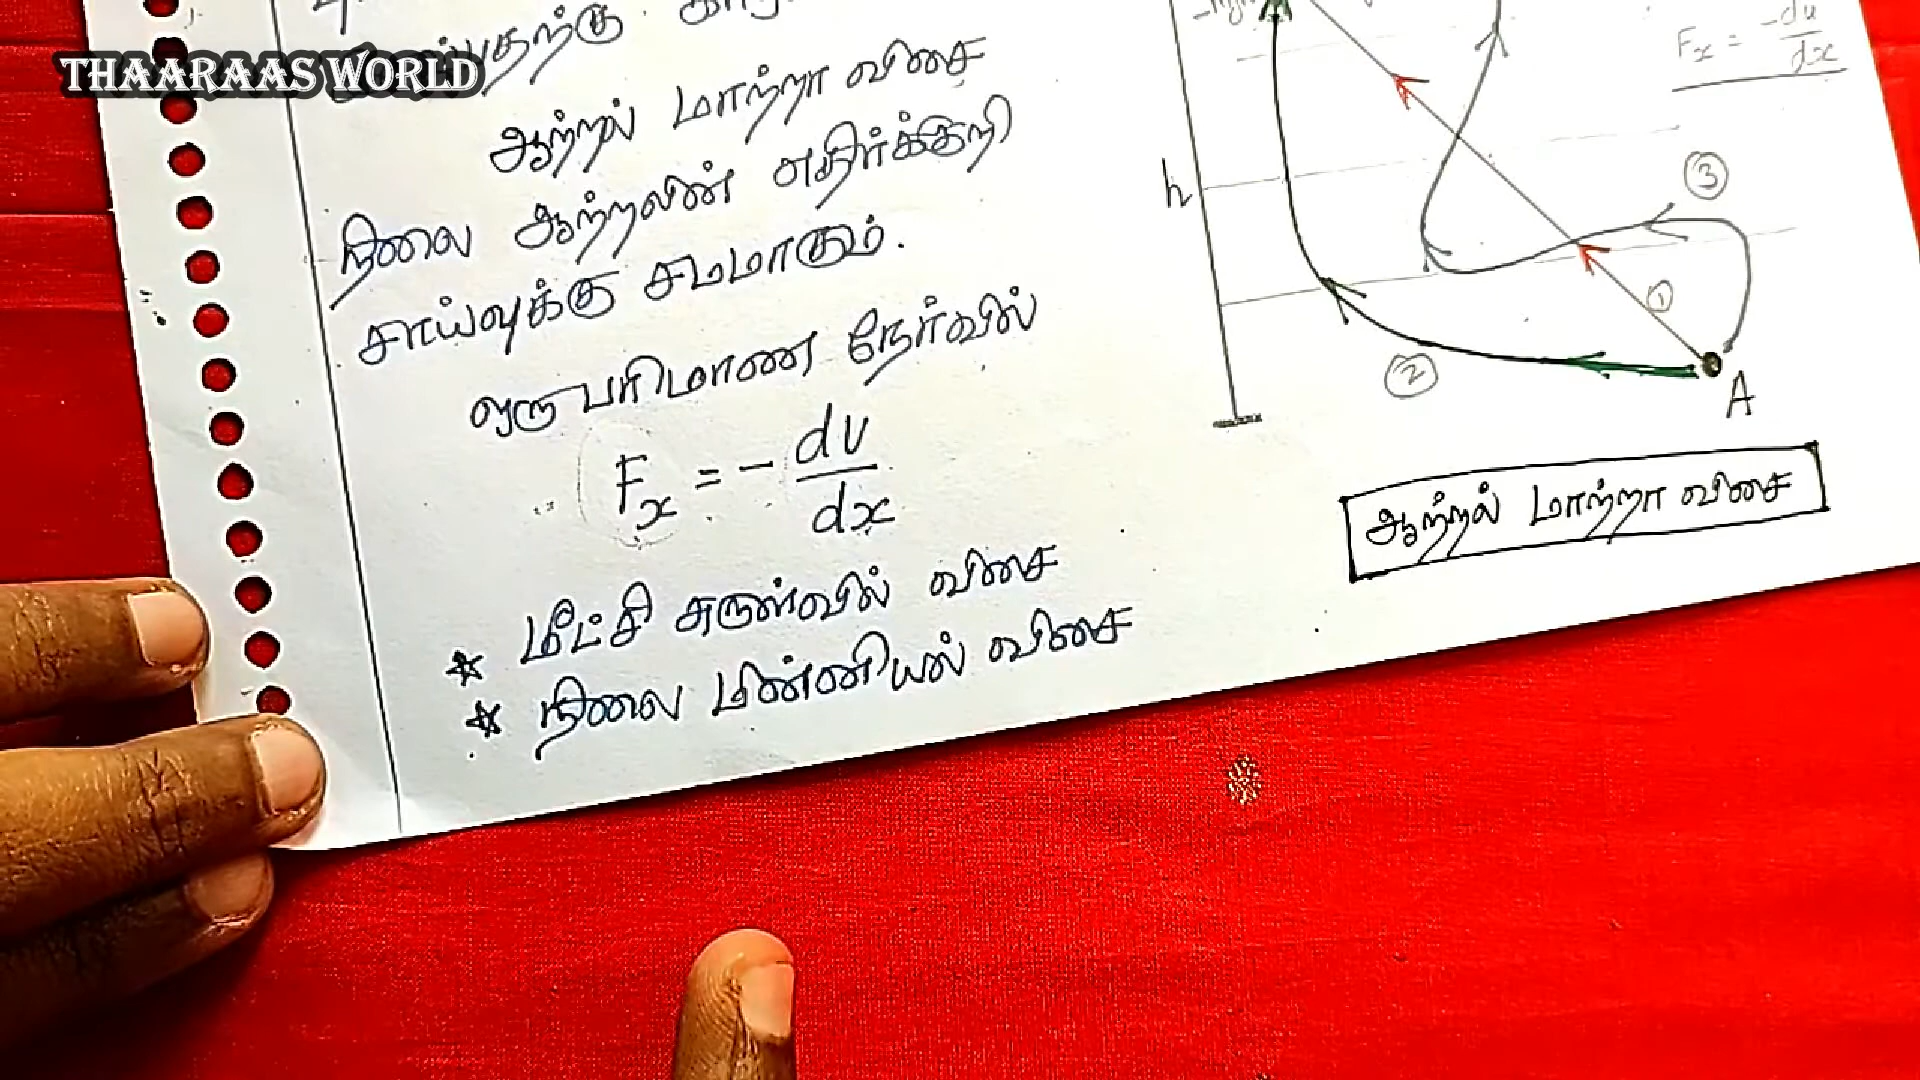 THAARAAS WORLD
ஆற்றல் மாற்றா விசை
நிலை ஆற்றலின் எதிர்க்குறி
சாய்வுக்கு சமமாகும்.
ஒரு பரிமாண நேர்வில்
Fx = - dU/dx
* மீட்சி சுருள்வில் விசை
* நிலை மின்னியல் விசை
Fx = -du/dx
h
③
①
②
A
ஆற்றல் மாற்றா விசை